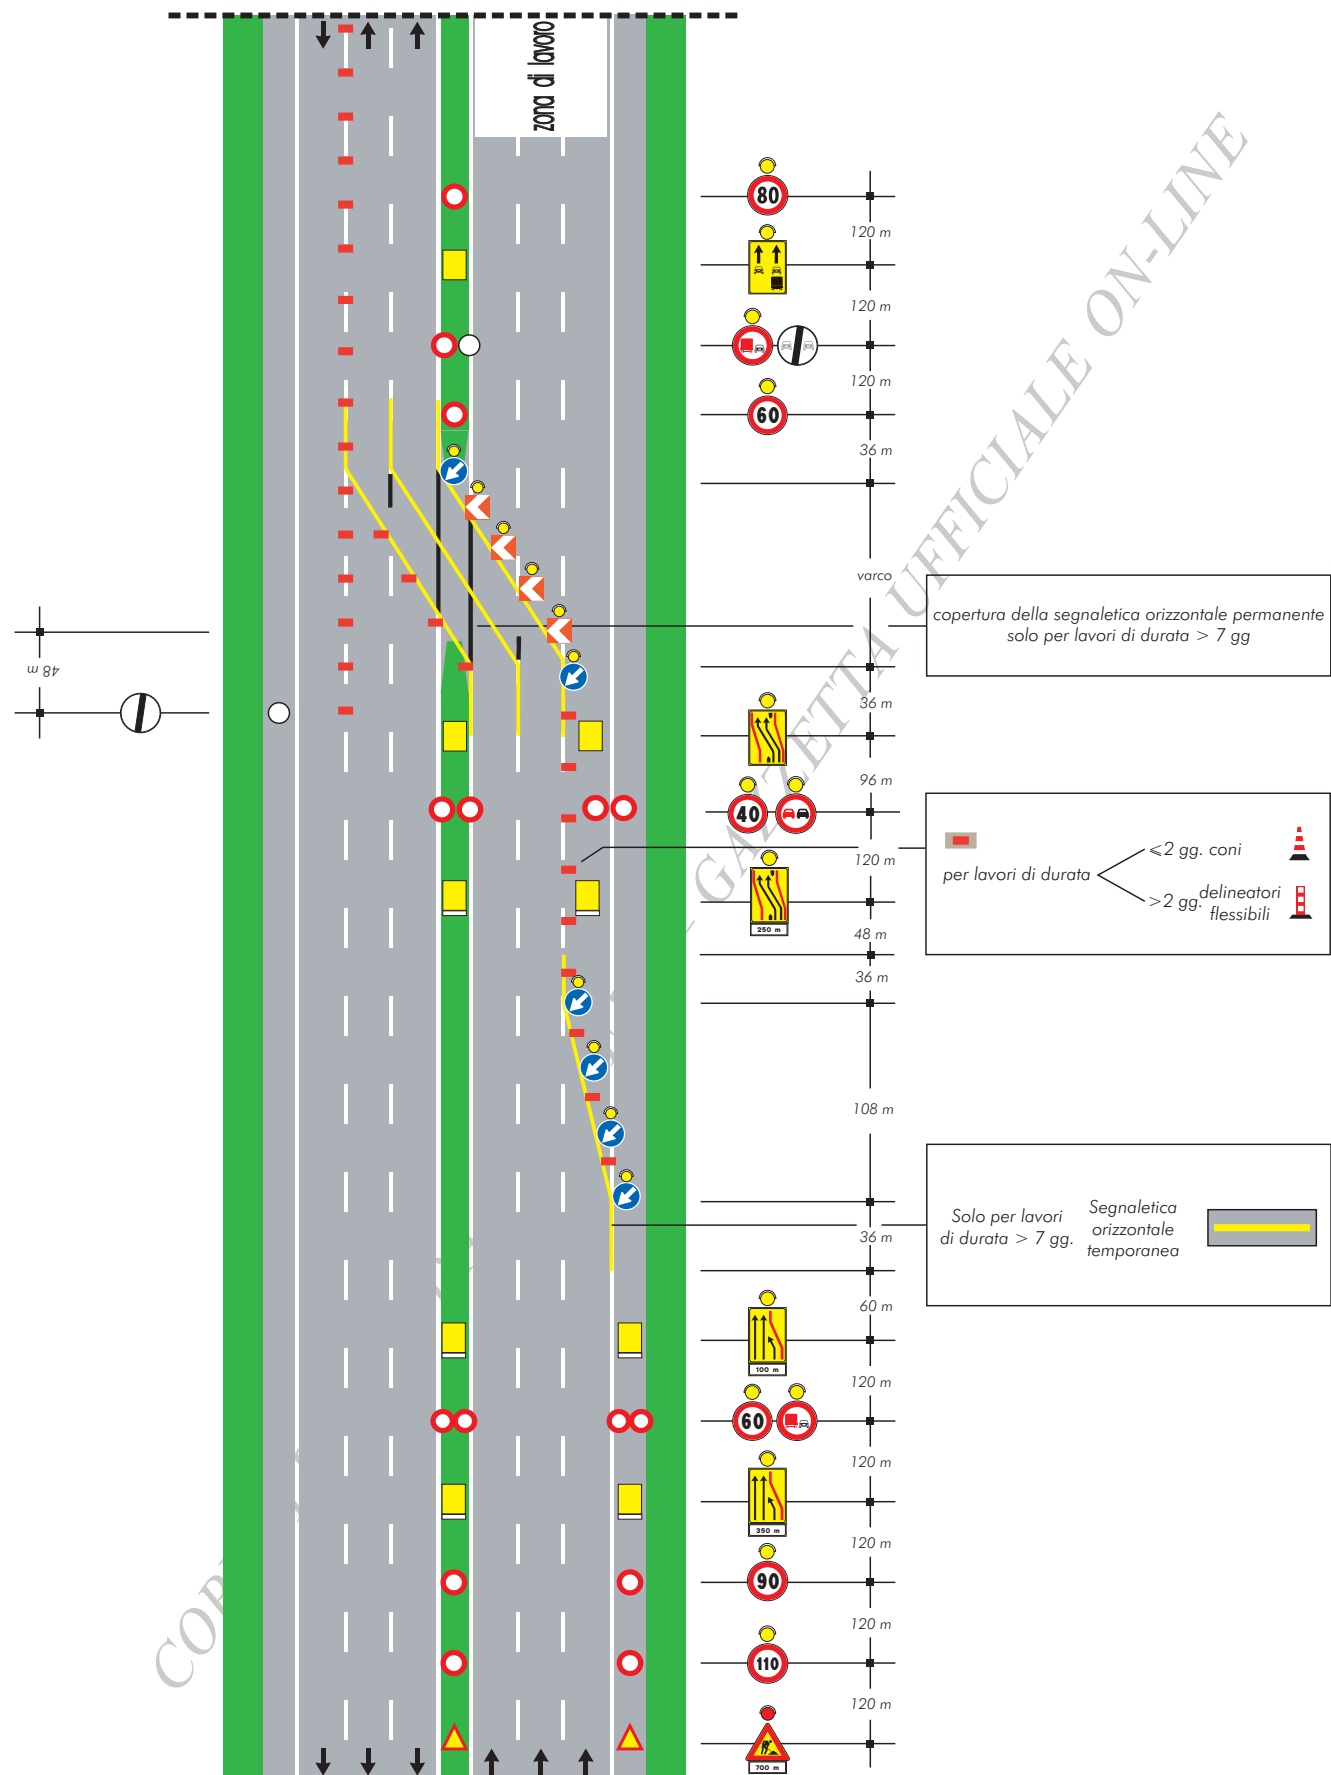 zona di lavoro
80
120 m
120 m
120 m
60
36 m
varco
copertura della segnaletica orizzontale permanente
solo per lavori di durata > 7 gg
48 m
36 m
96 m
40
120 m
per lavori di durata
⩽2 gg. coni
>2 gg. delineatori
flessibili
250 m
48 m
36 m
108 m
Solo per lavori
di durata > 7 gg.
Segnaletica
orizzontale
temporanea
36 m
60 m
100 m
120 m
60
120 m
350 m
120 m
90
120 m
110
120 m
700 m
GAZZETTA UFFICIALE ON-LINE